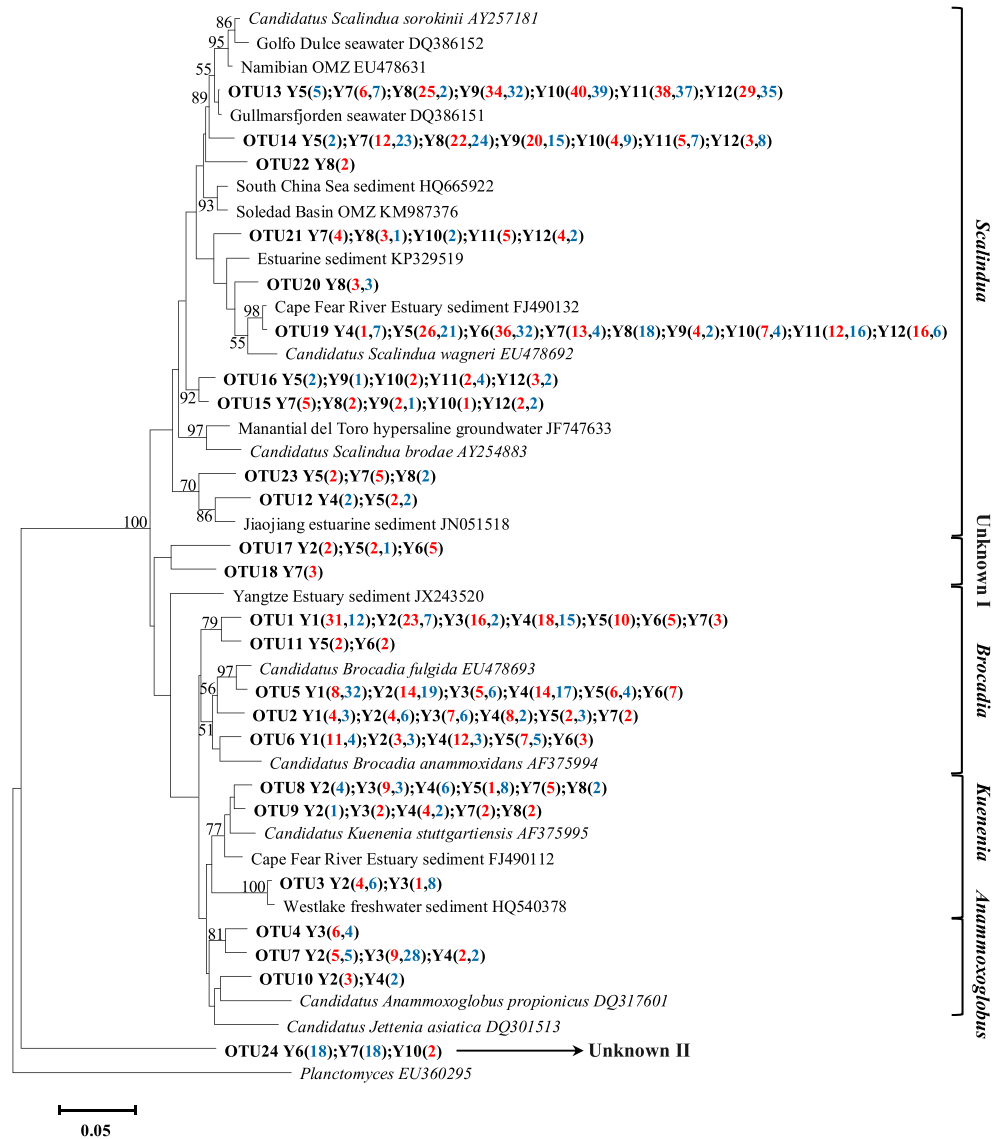 Candidatus Scalindua sorokinii AY257181
86
Golfo Dulce seawater DQ386152
95
Namibian OMZ EU478631
55
OTU13 Y5(5);Y7(6,7);Y8(25,2);Y9(34,32);Y10(40,39);Y11(38,37);Y12(29,35)
89
Gullmarsfjorden seawater DQ386151
OTU14 Y5(2);Y7(12,23);Y8(22,24);Y9(20,15);Y10(4,9);Y11(5,7);Y12(3,8)
OTU22 Y8(2)
South China Sea sediment HQ665922
93
Soledad Basin OMZ KM987376
OTU21 Y7(4);Y8(3,1);Y10(2);Y11(5);Y12(4,2)
Estuarine sediment KP329519
OTU20 Y8(3,3)
98
Cape Fear River Estuary sediment FJ490132
OTU19 Y4(1,7);Y5(26,21);Y6(36,32);Y7(13,4);Y8(18);Y9(4,2);Y10(7,4);Y11(12,16);Y12(16,6)
55
Candidatus Scalindua wagneri EU478692
OTU16 Y5(2);Y9(1);Y10(2);Y11(2,4);Y12(3,2)
92
OTU15 Y7(5);Y8(2);Y9(2,1);Y10(1);Y12(2,2)
97
Manantial del Toro hypersaline groundwater JF747633
Candidatus Scalindua brodae AY254883
OTU23 Y5(2);Y7(5);Y8(2)
70
OTU12 Y4(2);Y5(2,2)
86
Jiaojiang estuarine sediment JN051518
100
OTU17 Y2(2);Y5(2,1);Y6(5)
OTU18 Y7(3)
Yangtze Estuary sediment JX243520
79
OTU1 Y1(31,12);Y2(23,7);Y3(16,2);Y4(18,15);Y5(10);Y6(5);Y7(3)
OTU11 Y5(2);Y6(2)
97
Candidatus Brocadia fulgida EU478693
56
OTU5 Y1(8,32);Y2(14,19);Y3(5,6);Y4(14,17);Y5(6,4);Y6(7)
OTU2 Y1(4,3);Y2(4,6);Y3(7,6);Y4(8,2);Y5(2,3);Y7(2)
51
OTU6 Y1(11,4);Y2(3,3);Y4(12,3);Y5(7,5);Y6(3)
Candidatus Brocadia anammoxidans AF375994
OTU8 Y2(4);Y3(9,3);Y4(6);Y5(1,8);Y7(5);Y8(2)
OTU9 Y2(1);Y3(2);Y4(4,2);Y7(2);Y8(2)
77
Candidatus Kuenenia stuttgartiensis AF375995
Cape Fear River Estuary sediment FJ490112
100
OTU3 Y2(4,6);Y3(1,8)
Westlake freshwater sediment HQ540378
81
OTU4 Y3(6,4)
OTU7 Y2(5,5);Y3(9,28);Y4(2,2)
OTU10 Y2(3);Y4(2)
Candidatus Anammoxoglobus propionicus DQ317601
Candidatus Jettenia asiatica DQ301513
OTU24 Y6(18);Y7(18);Y10(2)
Unknown II
Planctomyces EU360295
0.05
Scalindua
Unknown I
Brocadia
Kuenenia
Anammoxoglobus